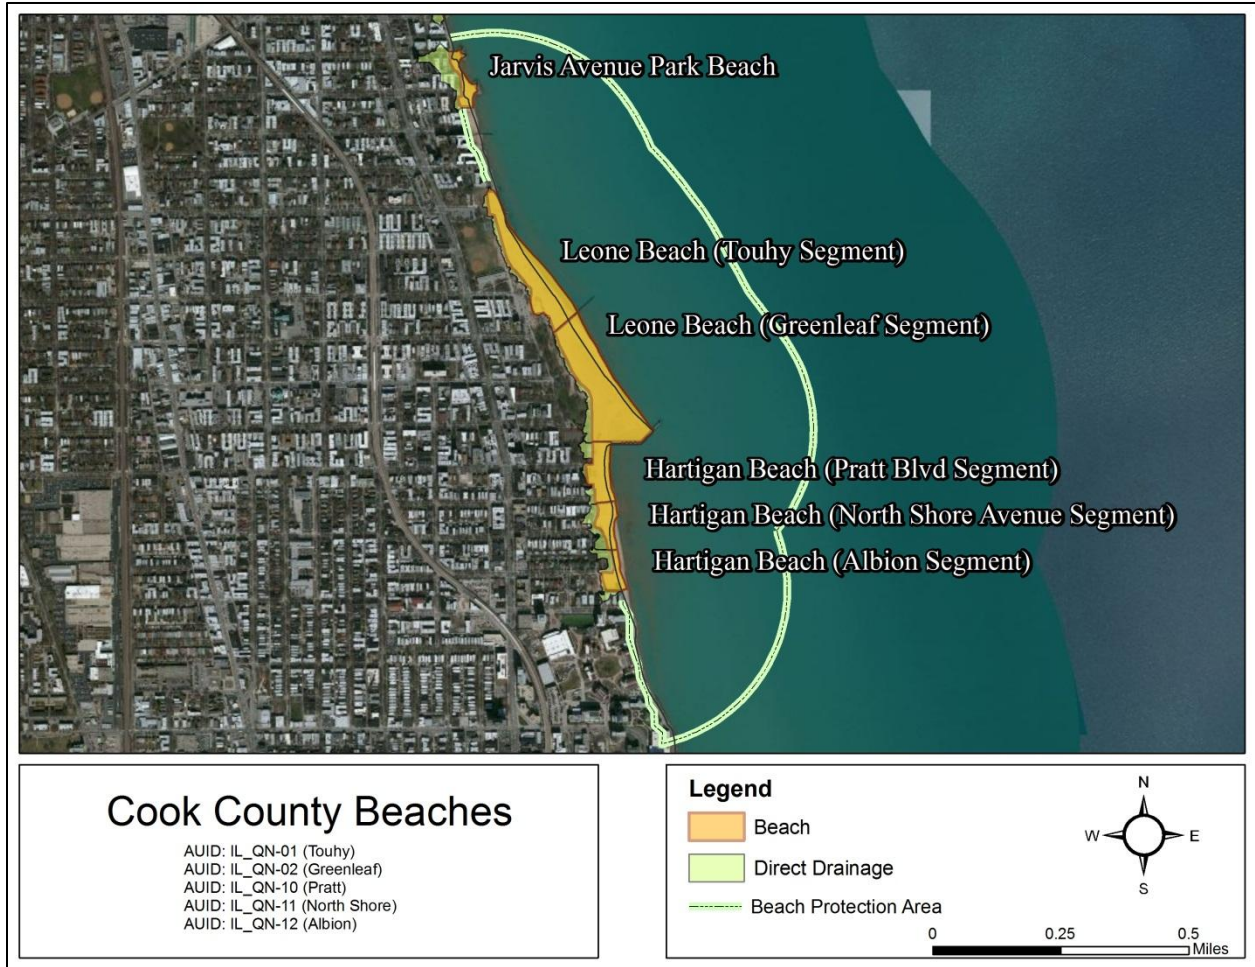 Jarvis Avenue Park Beach
Leone Beach (Touhy Segment)
Leone Beach (Greenleaf Segment)
Hartigan Beach (Pratt Blvd Segment)
Hartigan Beach (North Shore Avenue Segment)
Hartigan Beach (Albion Segment)
Cook County Beaches
AUID: IL_QN-01 (Touhy)
AUID: IL_QN-02 (Greenleaf)
AUID: IL_QN-10 (Pratt)
AUID: IL_QN-11 (North Shore)
AUID: IL_QN-12 (Albion)
Legend
Beach
Direct Drainage
Beach Protection Area
N
W E
S
0 0.25 0.5
Miles